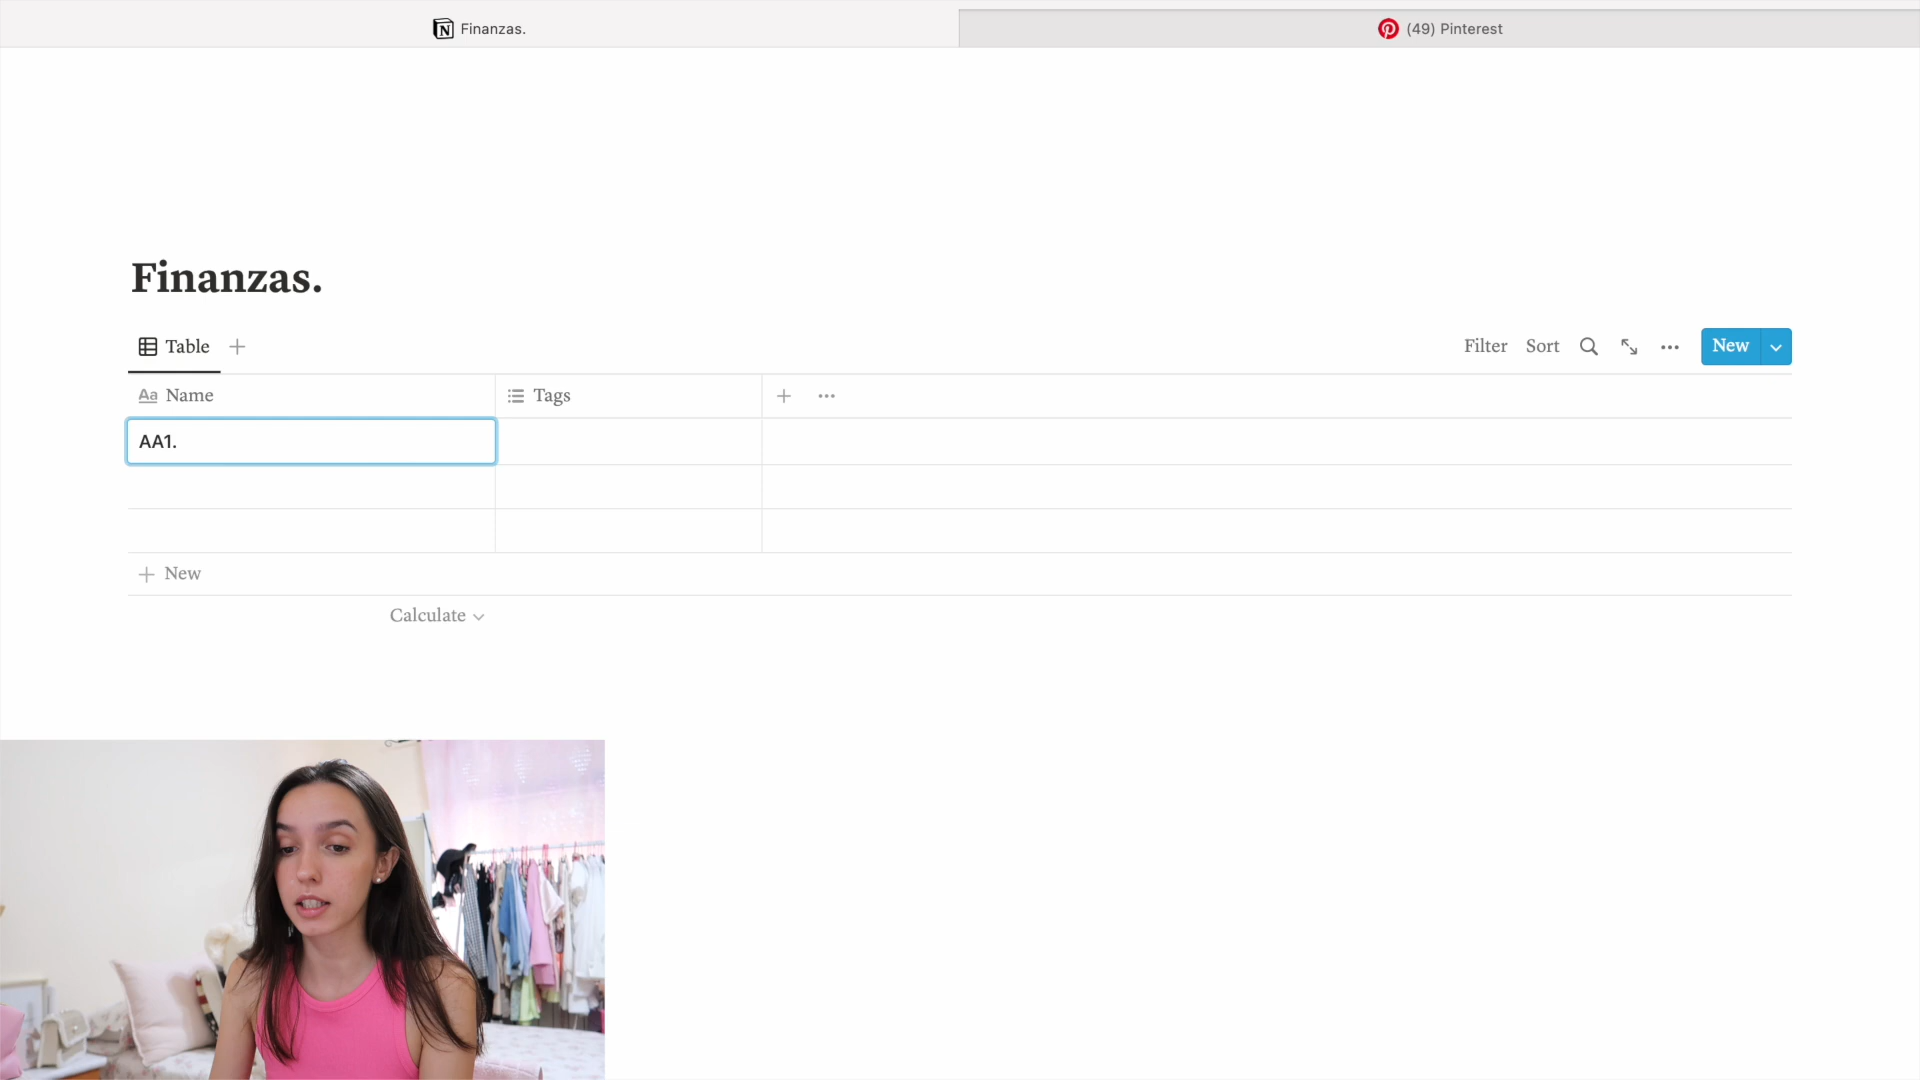 Finanzas.
(49) Pinterest
Finanzas.
Table
Filter Sort New
Aa Name Tags
AA1.
New
Calculate